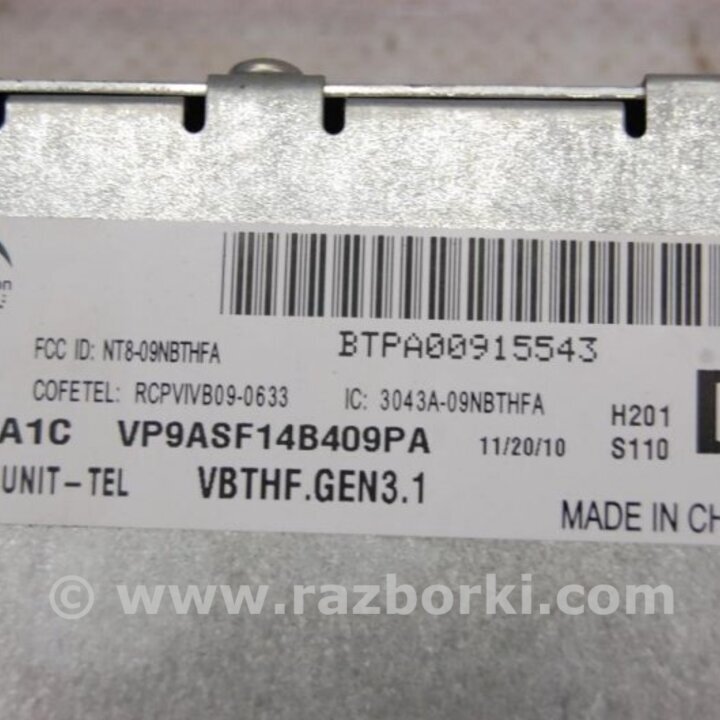 on
BTPA00915543
FCC ID: NT8-09NBTHFA
COFETEL: RCPVIVB09-0633 IC: 3043A-09NBTHFA H201
A1C VP9ASF14B409PA 11/20/10 S110
UNIT-TEL VBTHF.GEN3.1
MADE IN CH
© www.razborki.com